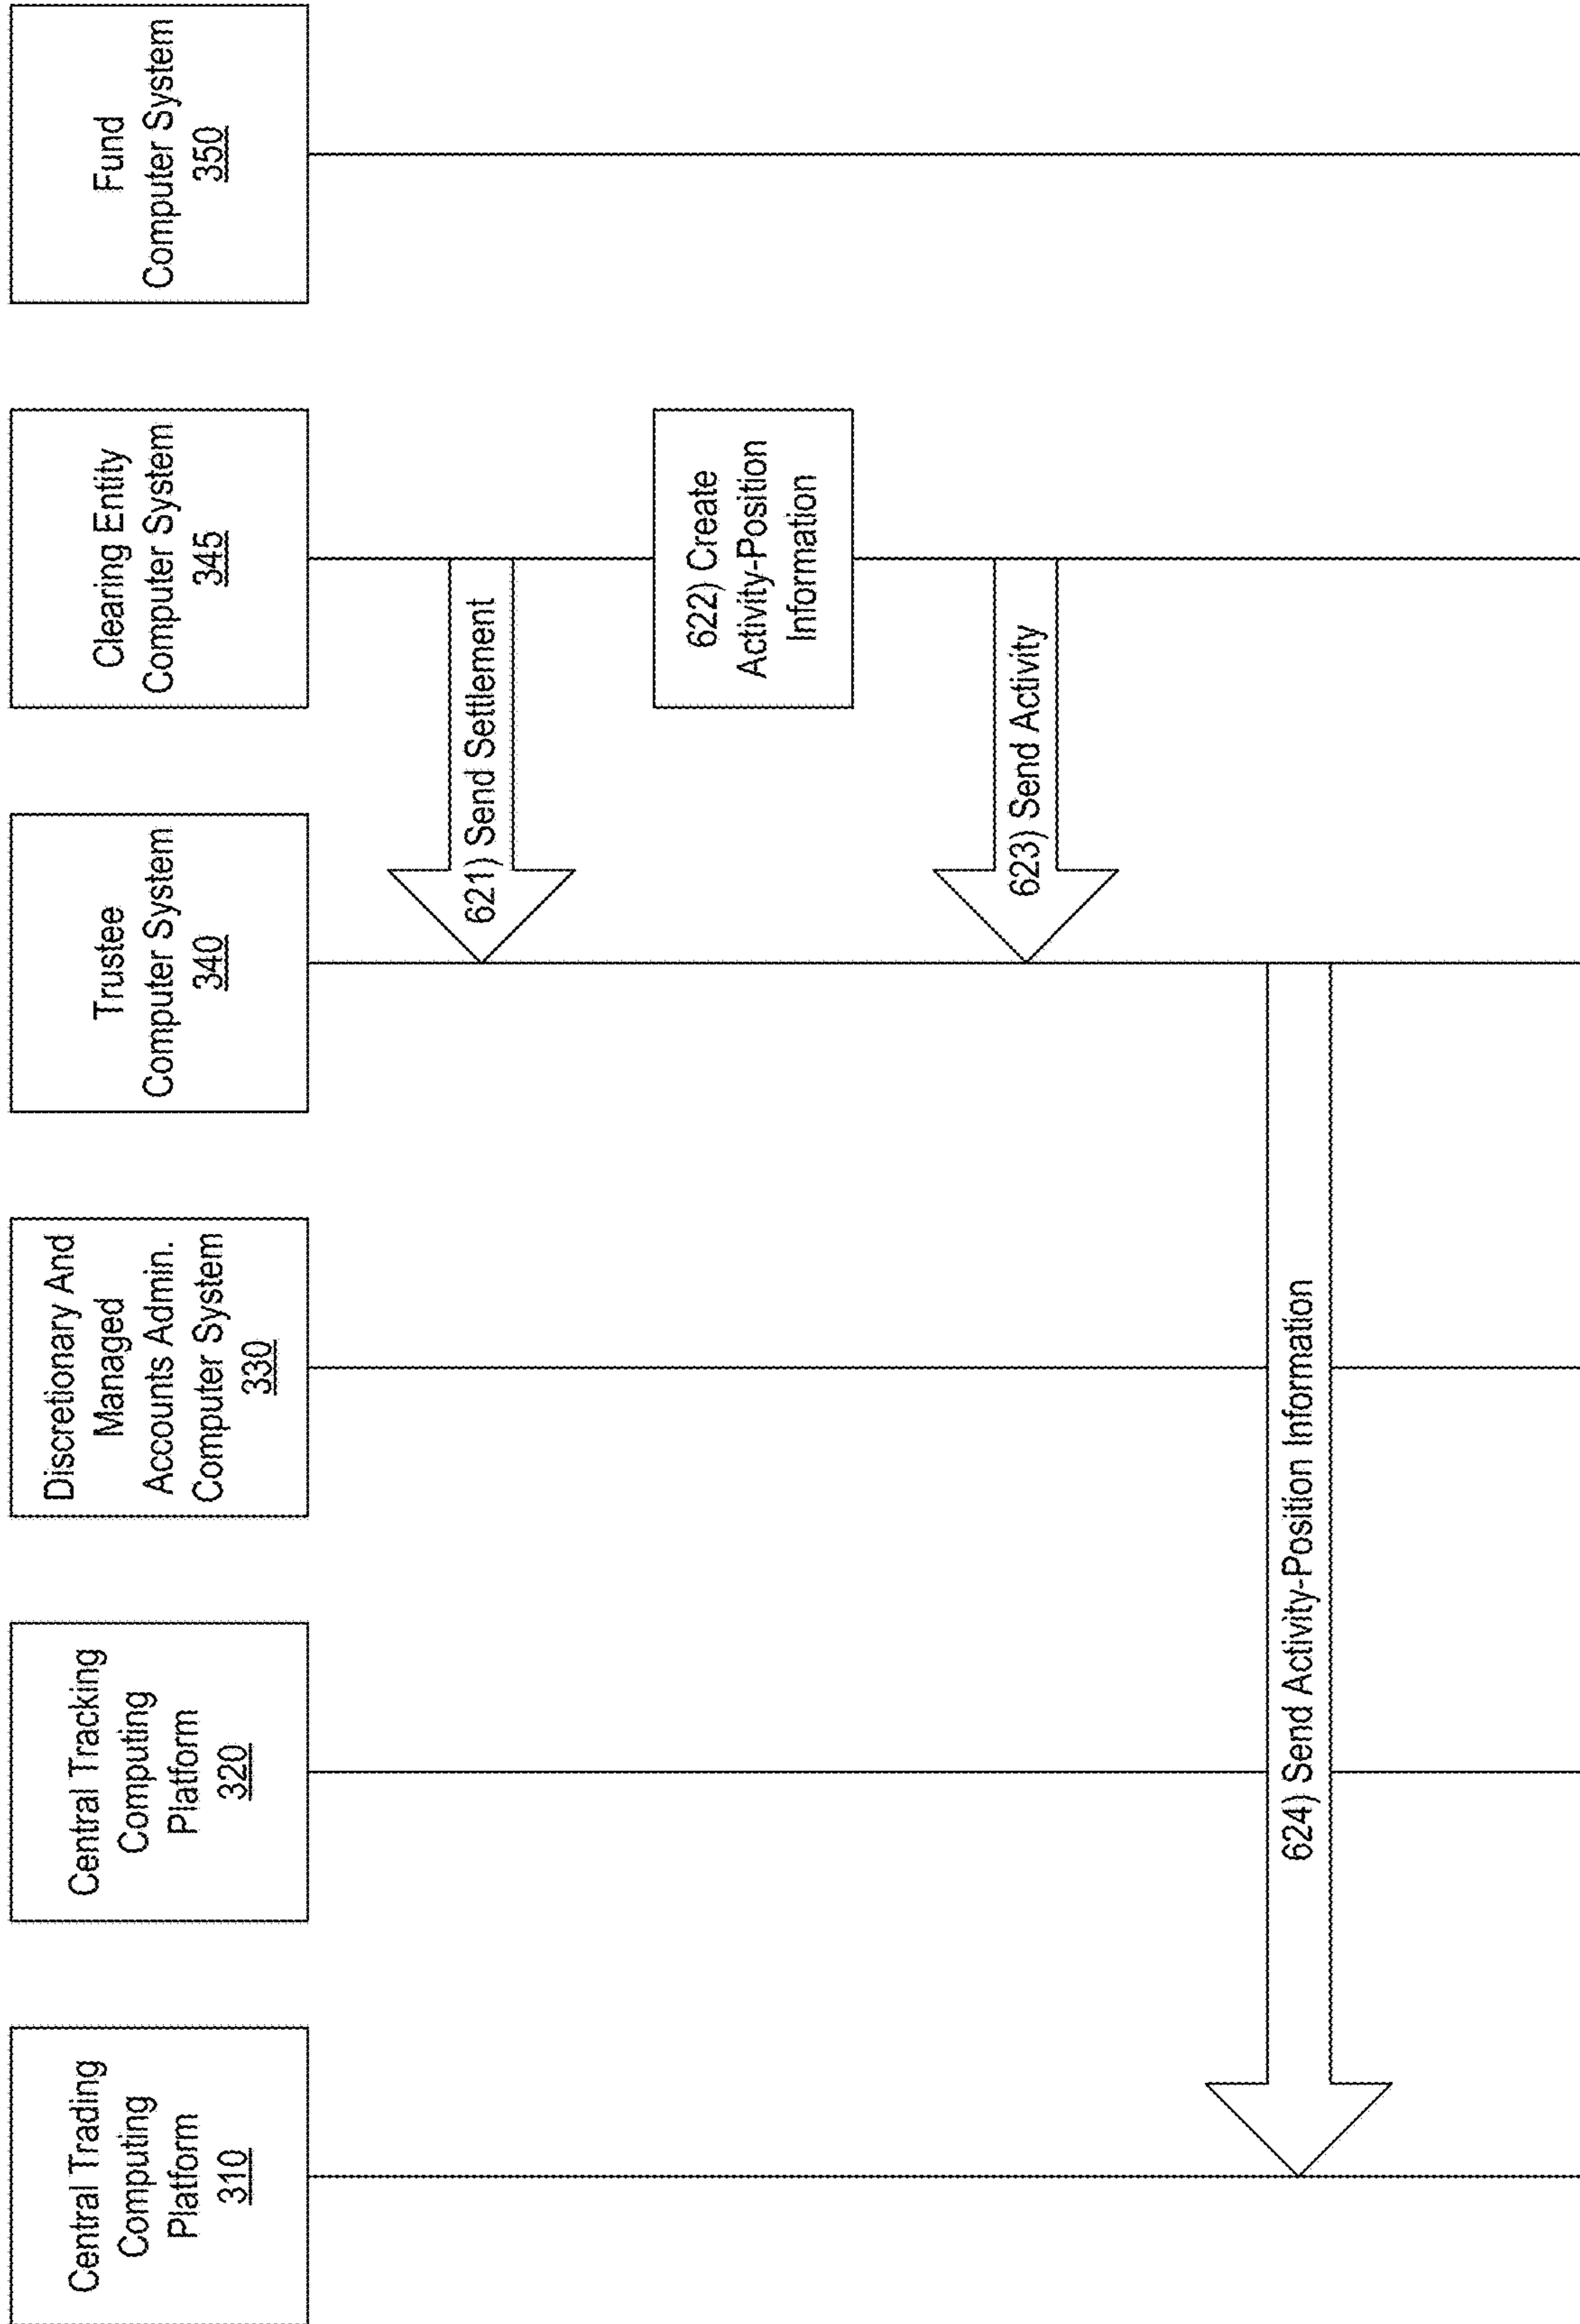 Central Trading
Computing
Platform
310
Central Tracking
Computing
Platform
320
Discretionary And
Managed
Accounts Admin.
Computer System
330
Trustee
Computer System
340
Clearing Entity
Computer System
345
Fund
Computer System
350
621) Send Settlement
622) Create
Activity-Position
Information
623) Send Activity
624) Send Activity-Position Information